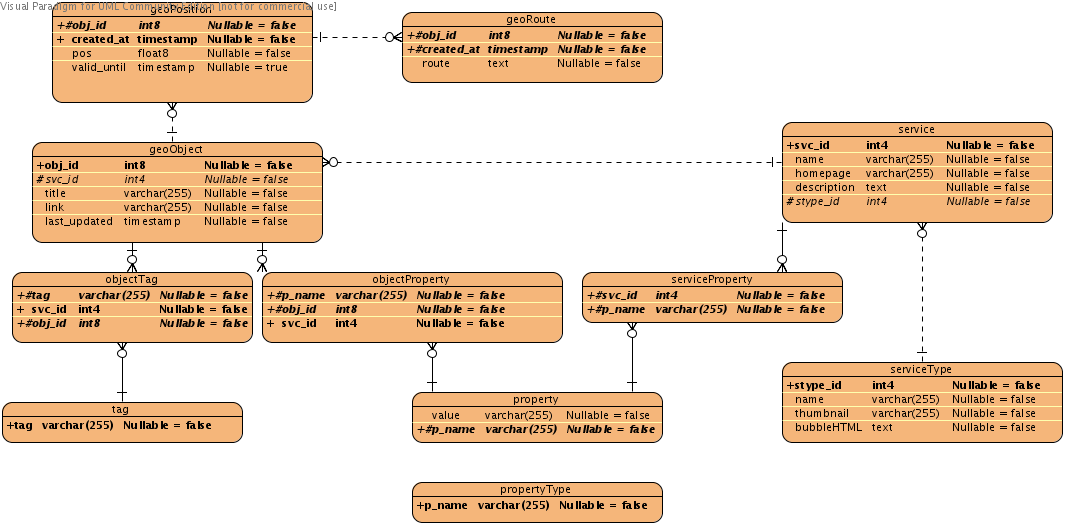 Visual Paradigm for UML Community Edition [not for commercial use]
geoPosition
+#obj_id int8 Nullable = false
+ created_at timestamp Nullable = false
pos float8 Nullable = false
valid_until timestamp Nullable = true
geoRoute
+#obj_id int8 Nullable = false
+#created_at timestamp Nullable = false
route text Nullable = false
geoObject
+obj_id int8 Nullable = false
#svc_id int4 Nullable = false
title varchar(255) Nullable = false
link varchar(255) Nullable = false
last_updated timestamp Nullable = false
service
+svc_id int4 Nullable = false
name varchar(255) Nullable = false
homepage varchar(255) Nullable = false
description text Nullable = false
#stype_id int4 Nullable = false
objectTag
+#tag varchar(255) Nullable = false
+ svc_id int4 Nullable = false
+#obj_id int8 Nullable = false
objectProperty
+#p_name varchar(255) Nullable = false
+#obj_id int8 Nullable = false
+ svc_id int4 Nullable = false
serviceProperty
+#svc_id int4 Nullable = false
+#p_name varchar(255) Nullable = false
tag
+tag varchar(255) Nullable = false
property
value varchar(255) Nullable = false
+#p_name varchar(255) Nullable = false
serviceType
+stype_id int4 Nullable = false
name varchar(255) Nullable = false
thumbnail varchar(255) Nullable = false
bubbleHTML text Nullable = false
propertyType
+p_name varchar(255) Nullable = false